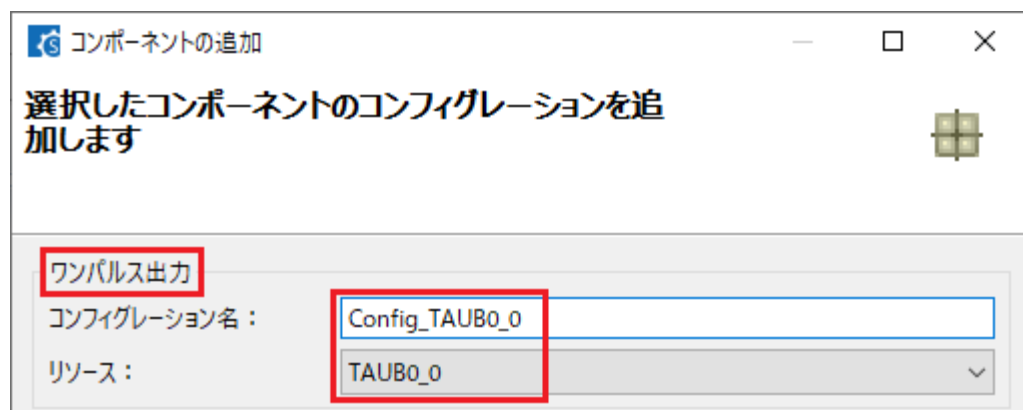 コンポーネントの追加
選択したコンポーネントのコンフィグレーションを追
加します
ワンパルス出力
コンフィグレーション名：
Config_TAUB0_0
リソース：
TAUB0_0